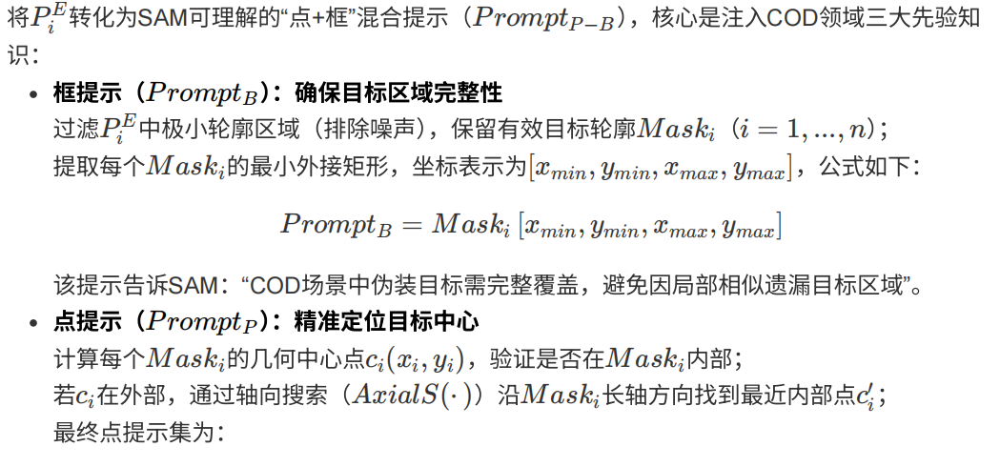 将$P_i^E$转化为SAM可理解的“点+框”混合提示（$Prompt_{P-B}$），核心是注入COD领域三大先验知
识：
• 框提示（$Prompt_B$）：确保目标区域完整性
过滤$P_i^E$中极小轮廓区域（排除噪声），保留有效目标轮廓$Mask_i$（$i = 1, ..., n$）；
提取每个$Mask_i$的最小外接矩形，坐标表示为$[x_{min}, y_{min}, x_{max}, y_{max}]$，公式如下：
$Prompt_B = Mask_i [x_{min}, y_{min}, x_{max}, y_{max}]$
该提示告诉SAM：“COD场景中伪装目标需完整覆盖，避免因局部相似遗漏目标区域”。
• 点提示（$Prompt_P$）：精准定位目标中心
计算每个$Mask_i$的几何中心点$c_i(x_i, y_i)$，验证是否在$Mask_i$内部；
若$c_i$在外部，通过轴向搜索（$AxialS(\cdot)$）沿$Mask_i$长轴方向找到最近内部点$c_i'$；
最终点提示集为：